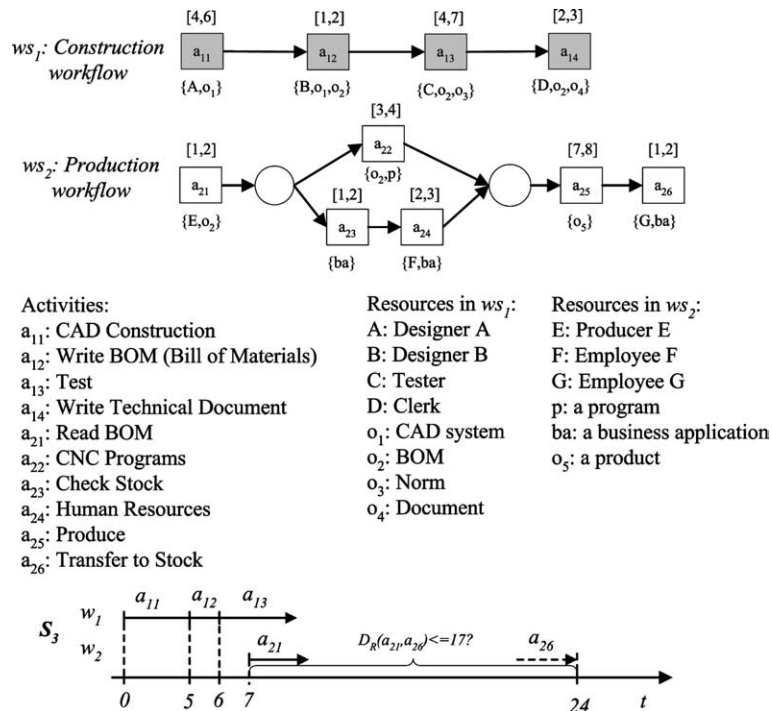 [4,6] [1,2] [4,7] [2,3]
ws₁: Construction workflow
a₁₁ a₁₂ a₁₃ a₁₄
{A,o₁} {B,o₁,o₂} {C,o₂,o₃} {D,o₂,o₄}
[3,4]
[1,2] a₂₂ [7,8] [1,2]
ws₂: Production workflow
{o₂,p}
[1,2] [2,3]
a₂₁ a₂₅ a₂₆
{E,o₂} a₂₃ a₂₄ {o₅} {G,ba}
{ba} {F,ba}
Activities:
a₁₁: CAD Construction
a₁₂: Write BOM (Bill of Materials)
a₁₃: Test
a₁₄: Write Technical Document
a₂₁: Read BOM
a₂₂: CNC Programs
a₂₃: Check Stock
a₂₄: Human Resources
a₂₅: Produce
a₂₆: Transfer to Stock
Resources in ws₁:
A: Designer A
B: Designer B
C: Tester
D: Clerk
o₁: CAD system
o₂: BOM
o₃: Norm
o₄: Document
Resources in ws₂:
E: Producer E
F: Employee F
G: Employee G
p: a program
ba: a business application
o₅: a product
a₁₁ a₁₂ a₁₃
S₃ w₁
w₂ a₂₁ D_R(a₂₁,a₂₆)<=17? a₂₆
0 5 6 7 24 t